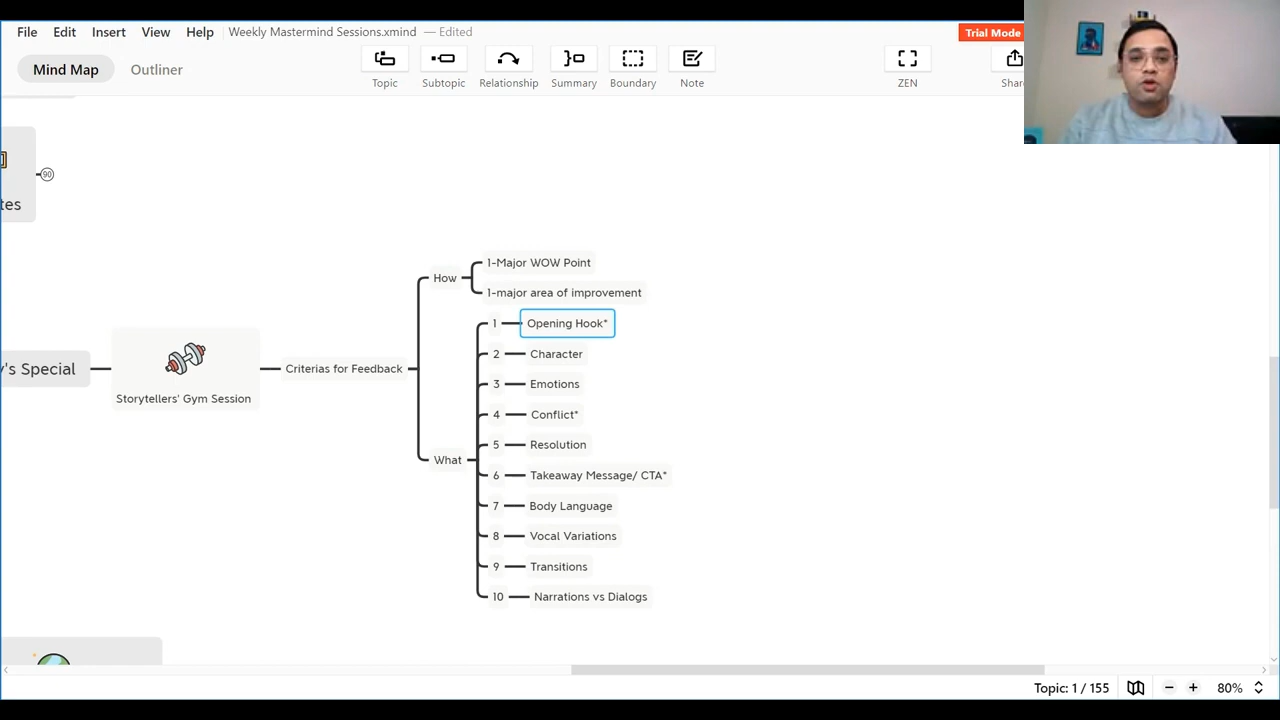 File Edit Insert View Help Weekly Mastermind Sessions.xmind — Edited
Trial Mode
Mind Map Outliner
Topic Subtopic Relationship Summary Boundary Note ZEN Shar
90
tes
How
1-Major WOW Point
1-major area of improvement
y's Special
Storytellers' Gym Session
Criterias for Feedback
What
1 Opening Hook*
2 Character
3 Emotions
4 Conflict*
5 Resolution
6 Takeaway Message/ CTA*
7 Body Language
8 Vocal Variations
9 Transitions
10 Narrations vs Dialogs
Topic: 1 / 155
80%